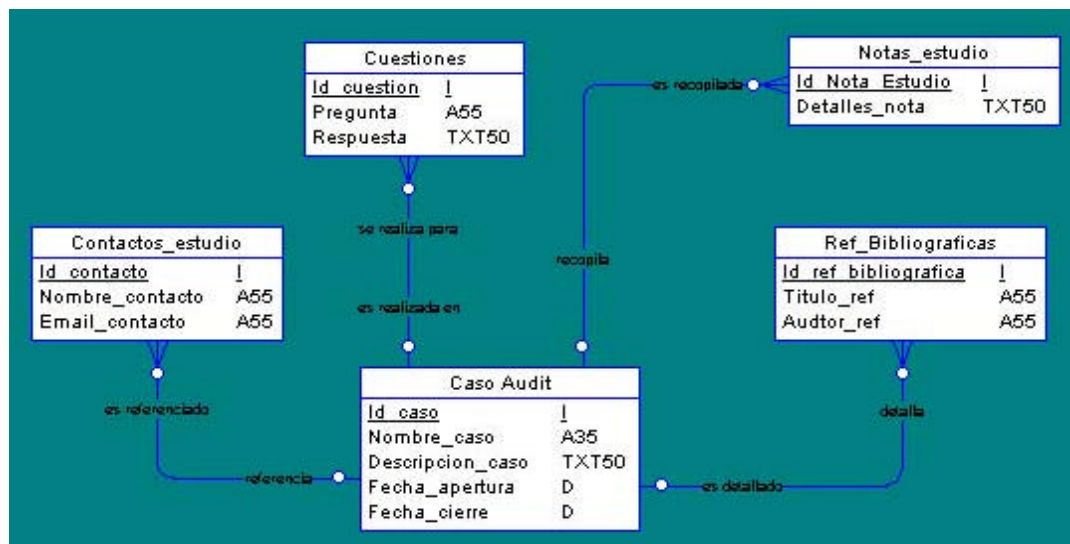 Cuestiones
Id_cuestion I
Pregunta A55
Respuesta TXT50
Notas_estudio
Id_Nota_Estudio I
Detalles_nota TXT50
es recopilada
Contactos_estudio
Id_contacto I
Nombre_contacto A55
Email_contacto A55
se realiza para
recopila
es realizada en
Ref_Bibliograficas
Id_ref_bibliografica I
Titulo_ref A55
Audtor_ref A55
Caso Audit
Id_caso I
Nombre_caso A35
Descripcion_caso TXT50
Fecha_apertura D
Fecha_cierre D
es referenciado
referencia
detalla
es detallado